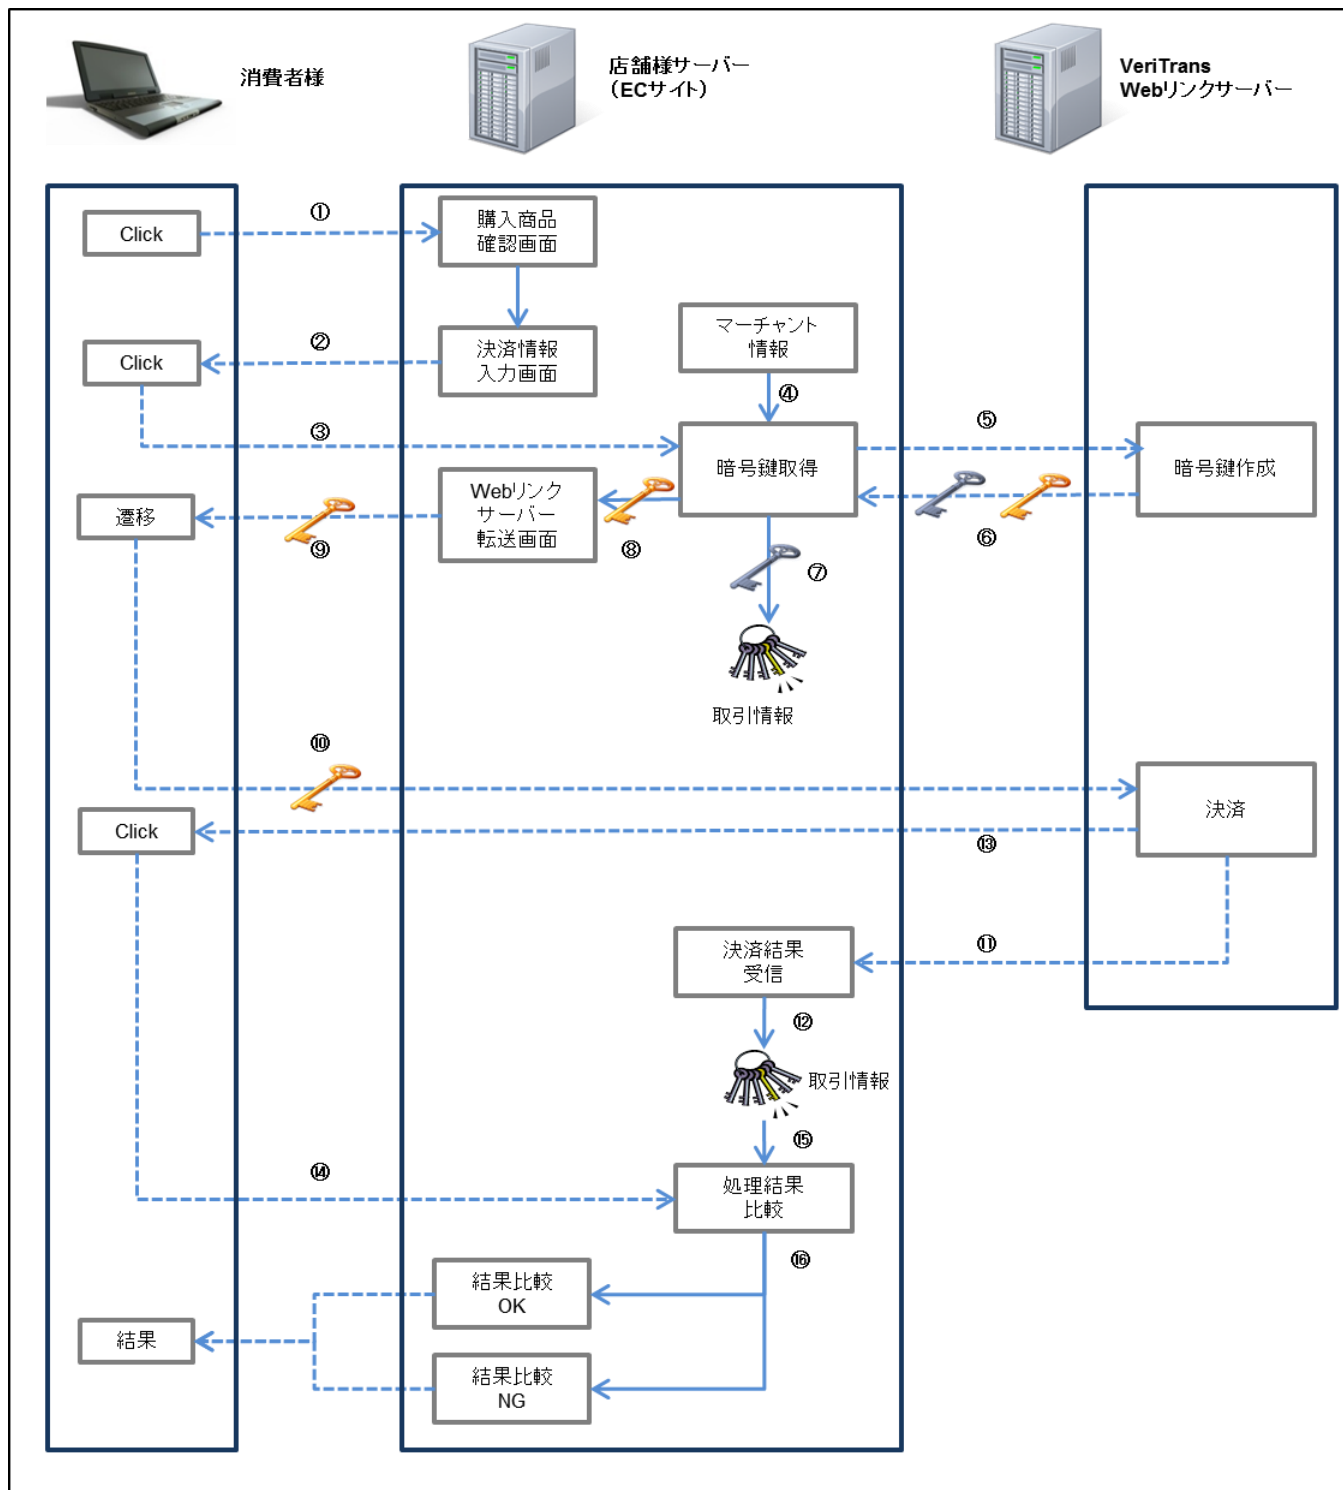 消費者様
店舗様サーバー
（ECサイト）
VeriTrans
Webリンクサーバー
Click
①
購入商品
確認画面
マーチャント
情報
Click
②
決済情報
入力画面
④
③
⑤
暗号鍵取得
暗号鍵作成
Webリンク
サーバー
転送画面
遷移
⑨
⑧
⑥
⑦
取引情報
⑩
Click
決済
⑬
決済結果
受信
⑪
⑫
取引情報
⑮
⑭
処理結果
比較
⑯
結果比較
OK
結果
結果比較
NG